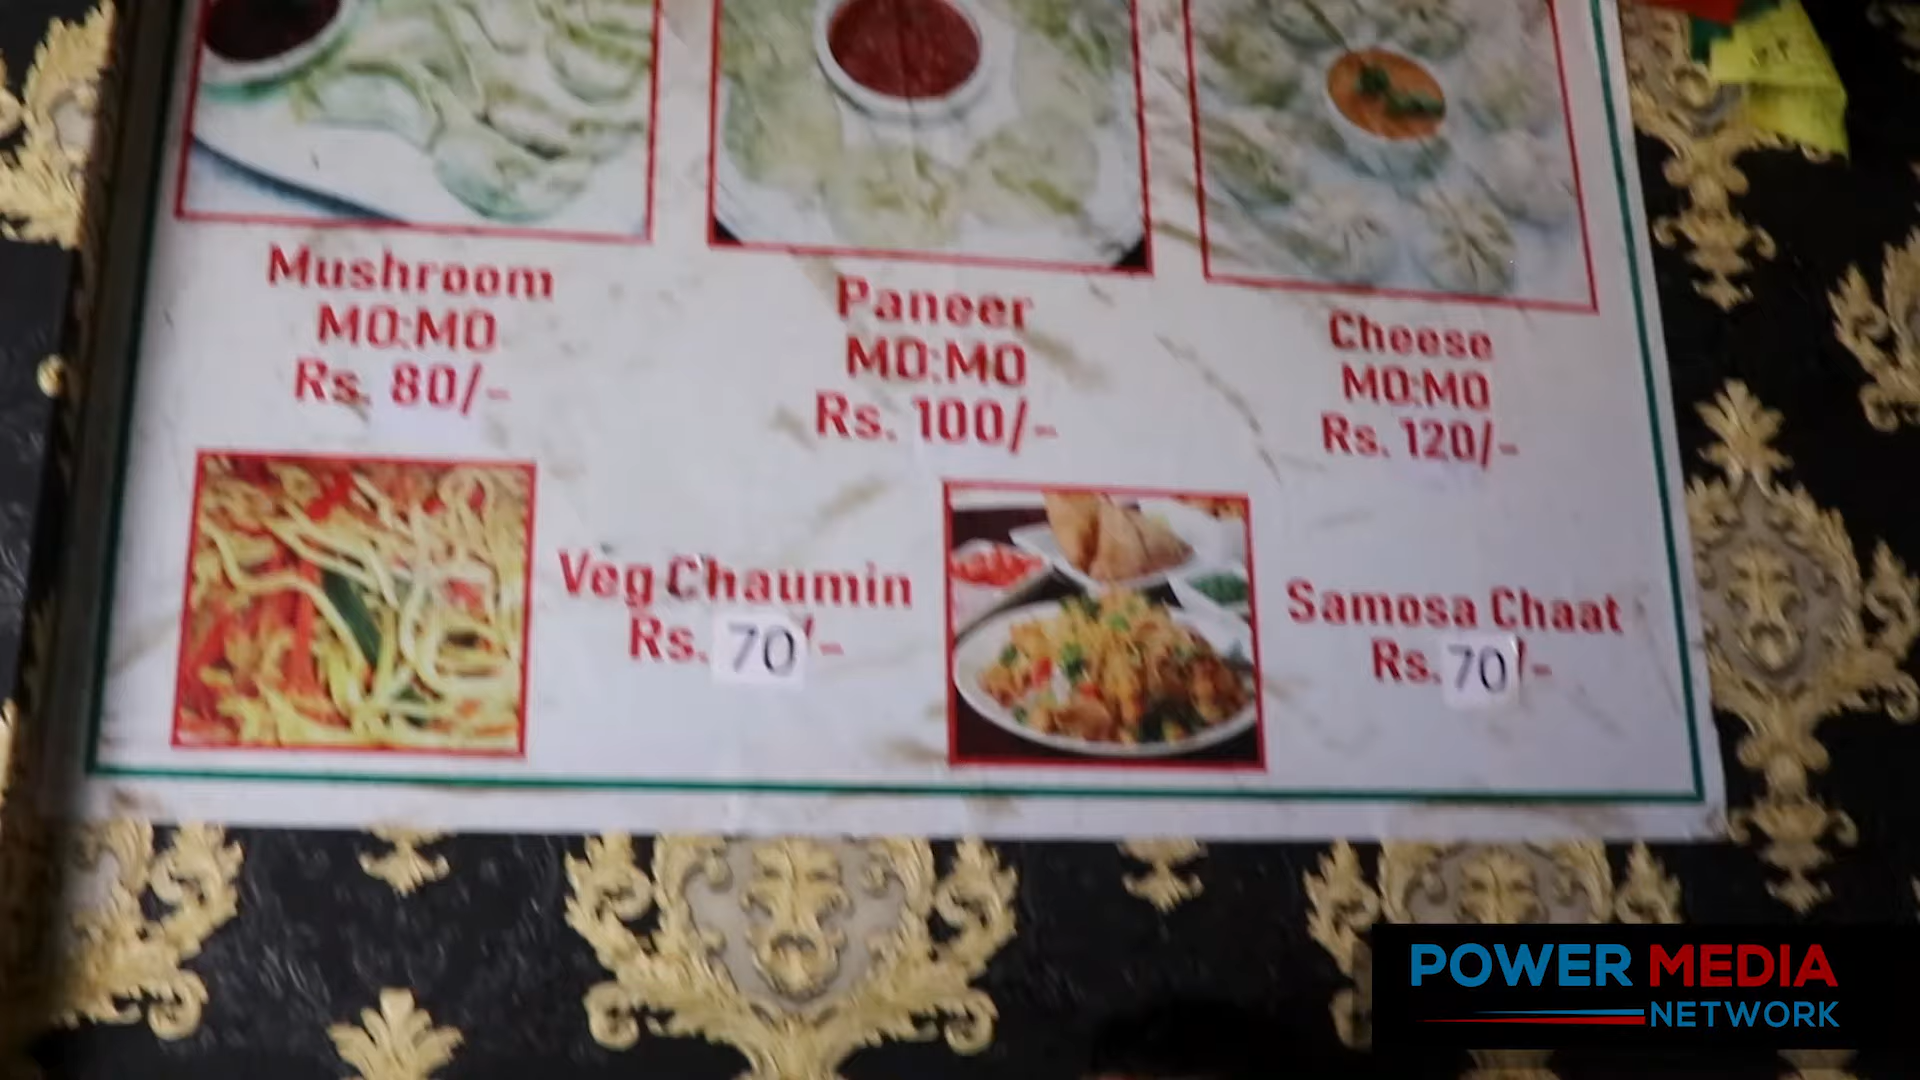 Mushroom
MO:MO
Rs. 80/-
Paneer
MO:MO
Rs. 100/-
Cheese
MO:MO
Rs. 120/-
Veg Chaumin
Rs. 70/-
Samosa Chaat
Rs. 70/-
POWER MEDIA
NETWORK